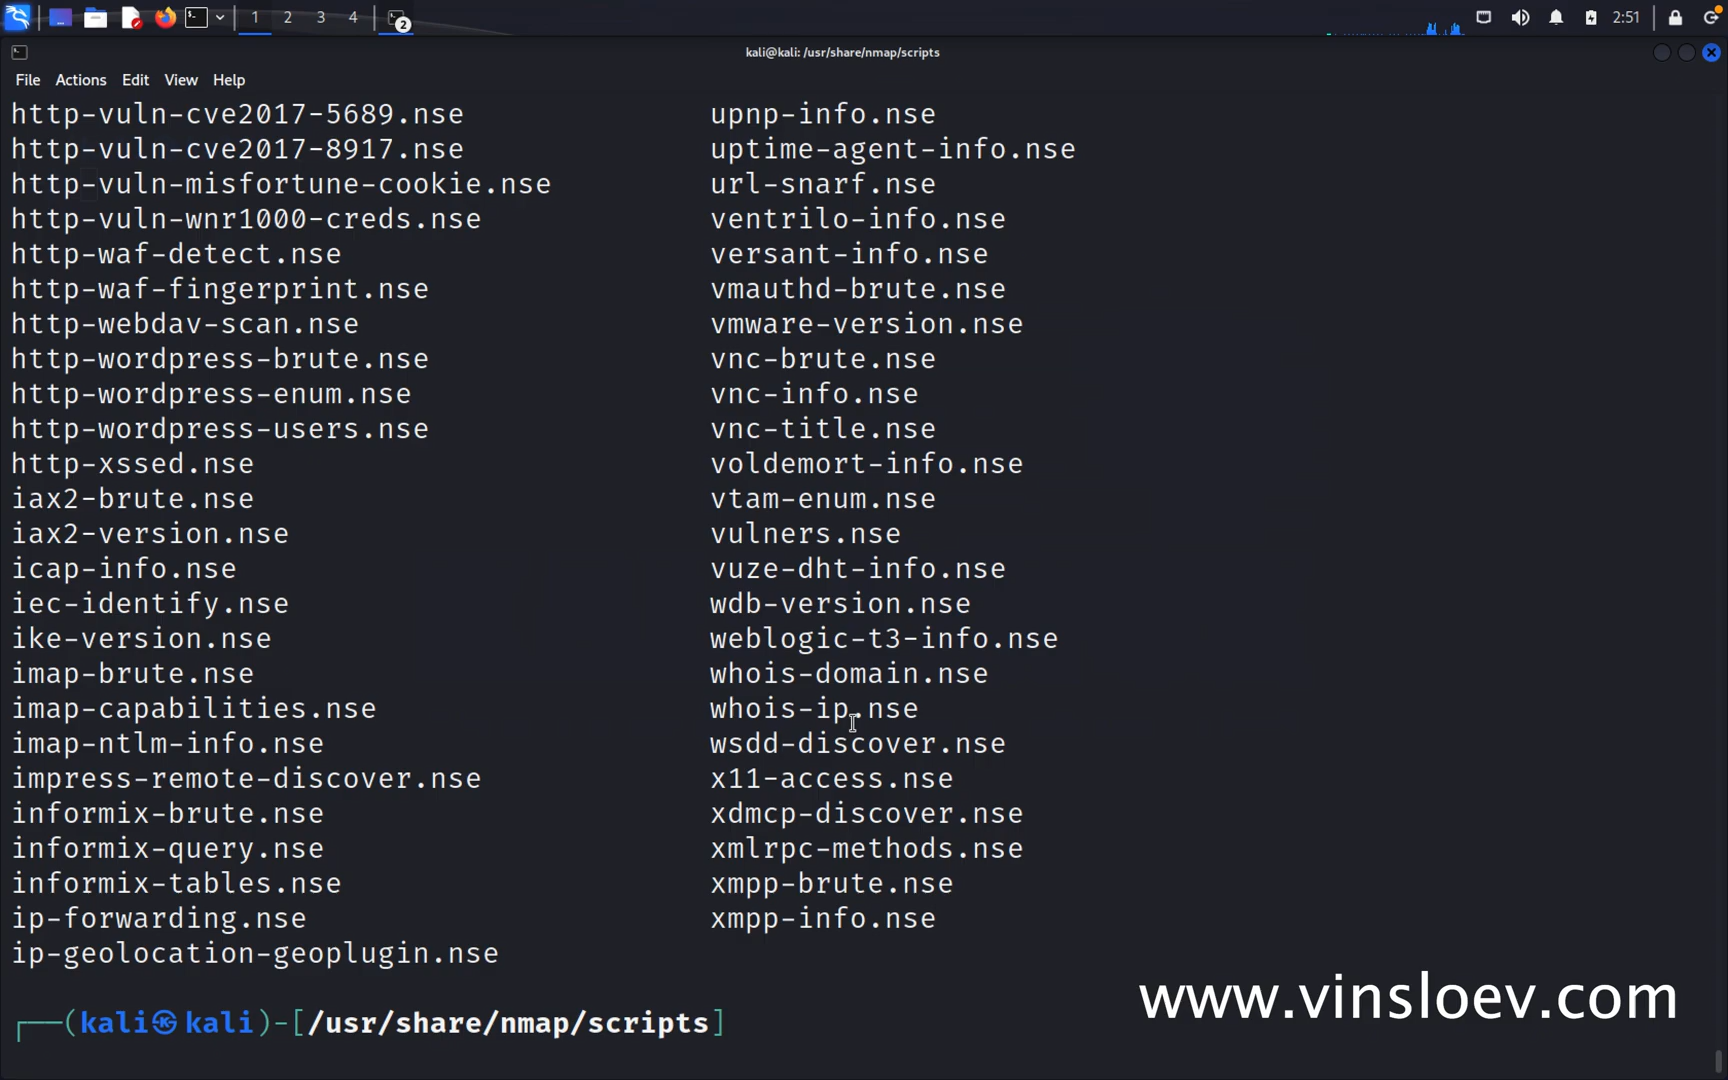 1 2 3 4 2 2:51
kali@kali: /usr/share/nmap/scripts
File Actions Edit View Help
http-vuln-cve2017-5689.nse upnp-info.nse
http-vuln-cve2017-8917.nse uptime-agent-info.nse
http-vuln-misfortune-cookie.nse url-snarf.nse
http-vuln-wnr1000-creds.nse ventrilo-info.nse
http-waf-detect.nse versant-info.nse
http-waf-fingerprint.nse vmauthd-brute.nse
http-webdav-scan.nse vmware-version.nse
http-wordpress-brute.nse vnc-brute.nse
http-wordpress-enum.nse vnc-info.nse
http-wordpress-users.nse vnc-title.nse
http-xssed.nse voldemort-info.nse
iax2-brute.nse vtam-enum.nse
iax2-version.nse vulners.nse
icap-info.nse vuze-dht-info.nse
iec-identify.nse wdb-version.nse
ike-version.nse weblogic-t3-info.nse
imap-brute.nse whois-domain.nse
imap-capabilities.nse whois-ip.nse
imap-ntlm-info.nse wsdd-discover.nse
impress-remote-discover.nse x11-access.nse
informix-brute.nse xdmcp-discover.nse
informix-query.nse xmlrpc-methods.nse
informix-tables.nse xmpp-brute.nse
ip-forwarding.nse xmpp-info.nse
ip-geolocation-geoplugin.nse
www.vinsloev.com
┌──(kali㉿kali)-[/usr/share/nmap/scripts]